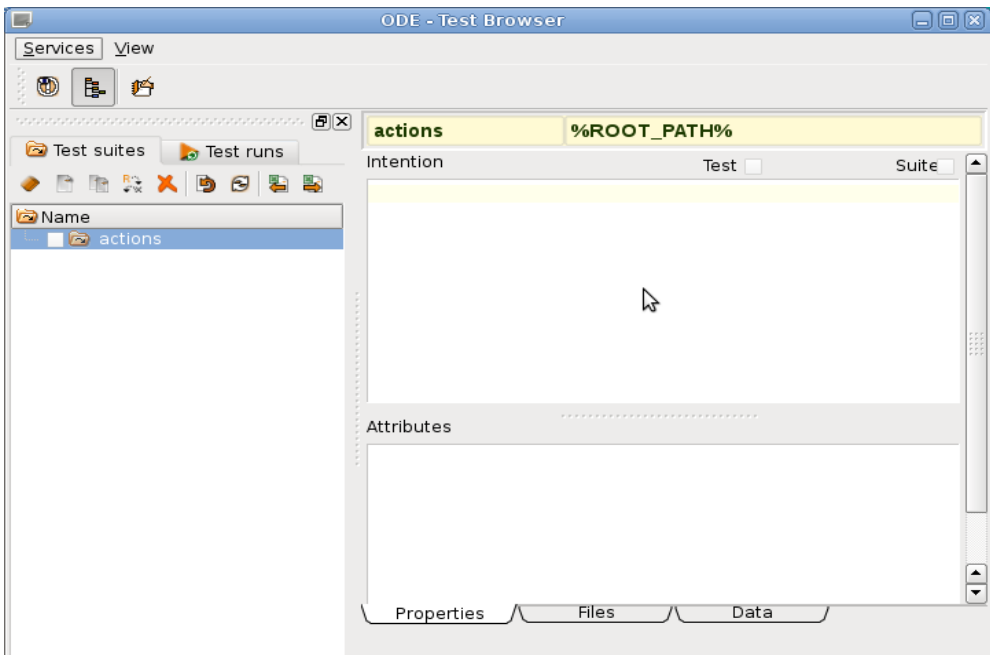 ODE - Test Browser
Services View
Test suites Test runs
Name
actions
actions %ROOT_PATH%
Intention Test Suite
Attributes
Properties Files Data